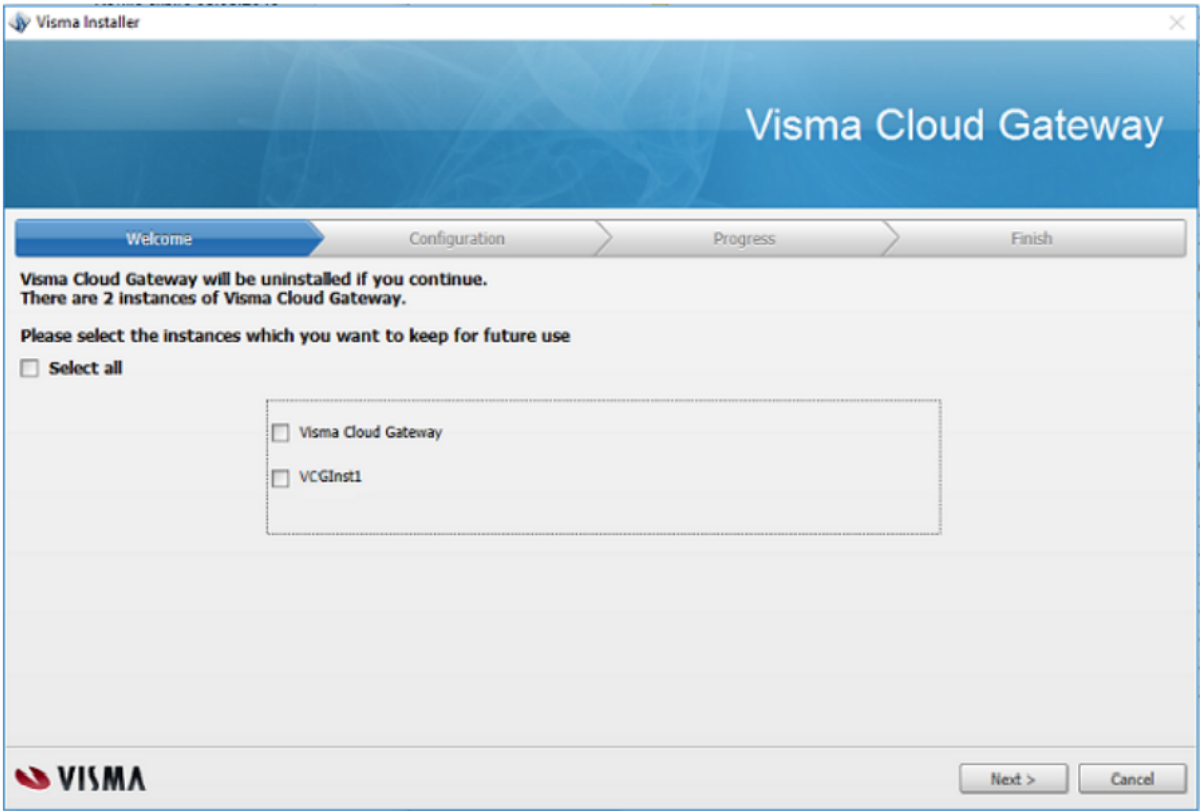 Visma Installer
Visma Cloud Gateway
Welcome
Configuration
Progress
Finish
Visma Cloud Gateway will be uninstalled if you continue.
There are 2 instances of Visma Cloud Gateway.
Please select the instances which you want to keep for future use
Select all
Visma Cloud Gateway
VCGInst1
VISMA
Next >
Cancel